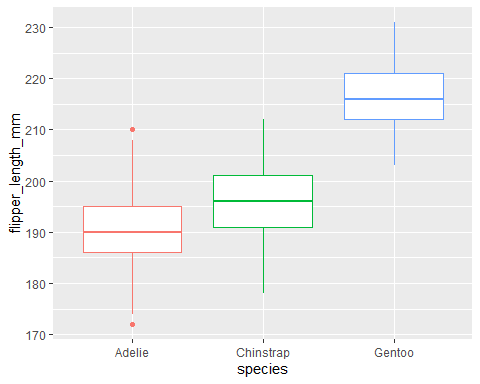 flipper_length_mm
230
220
210
200
190
180
170
Adelie Chinstrap Gentoo
species